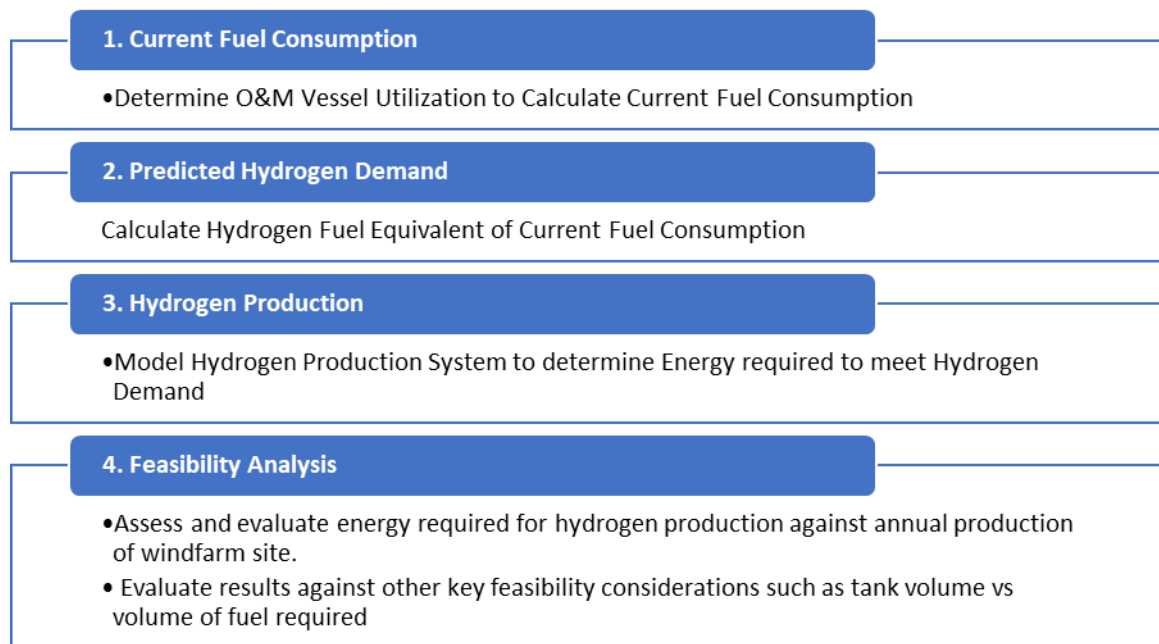 1. Current Fuel Consumption
•Determine O&M Vessel Utilization to Calculate Current Fuel Consumption
2. Predicted Hydrogen Demand
Calculate Hydrogen Fuel Equivalent of Current Fuel Consumption
3. Hydrogen Production
•Model Hydrogen Production System to determine Energy required to meet Hydrogen
Demand
4. Feasibility Analysis
•Assess and evaluate energy required for hydrogen production against annual production
of windfarm site.
• Evaluate results against other key feasibility considerations such as tank volume vs
volume of fuel required